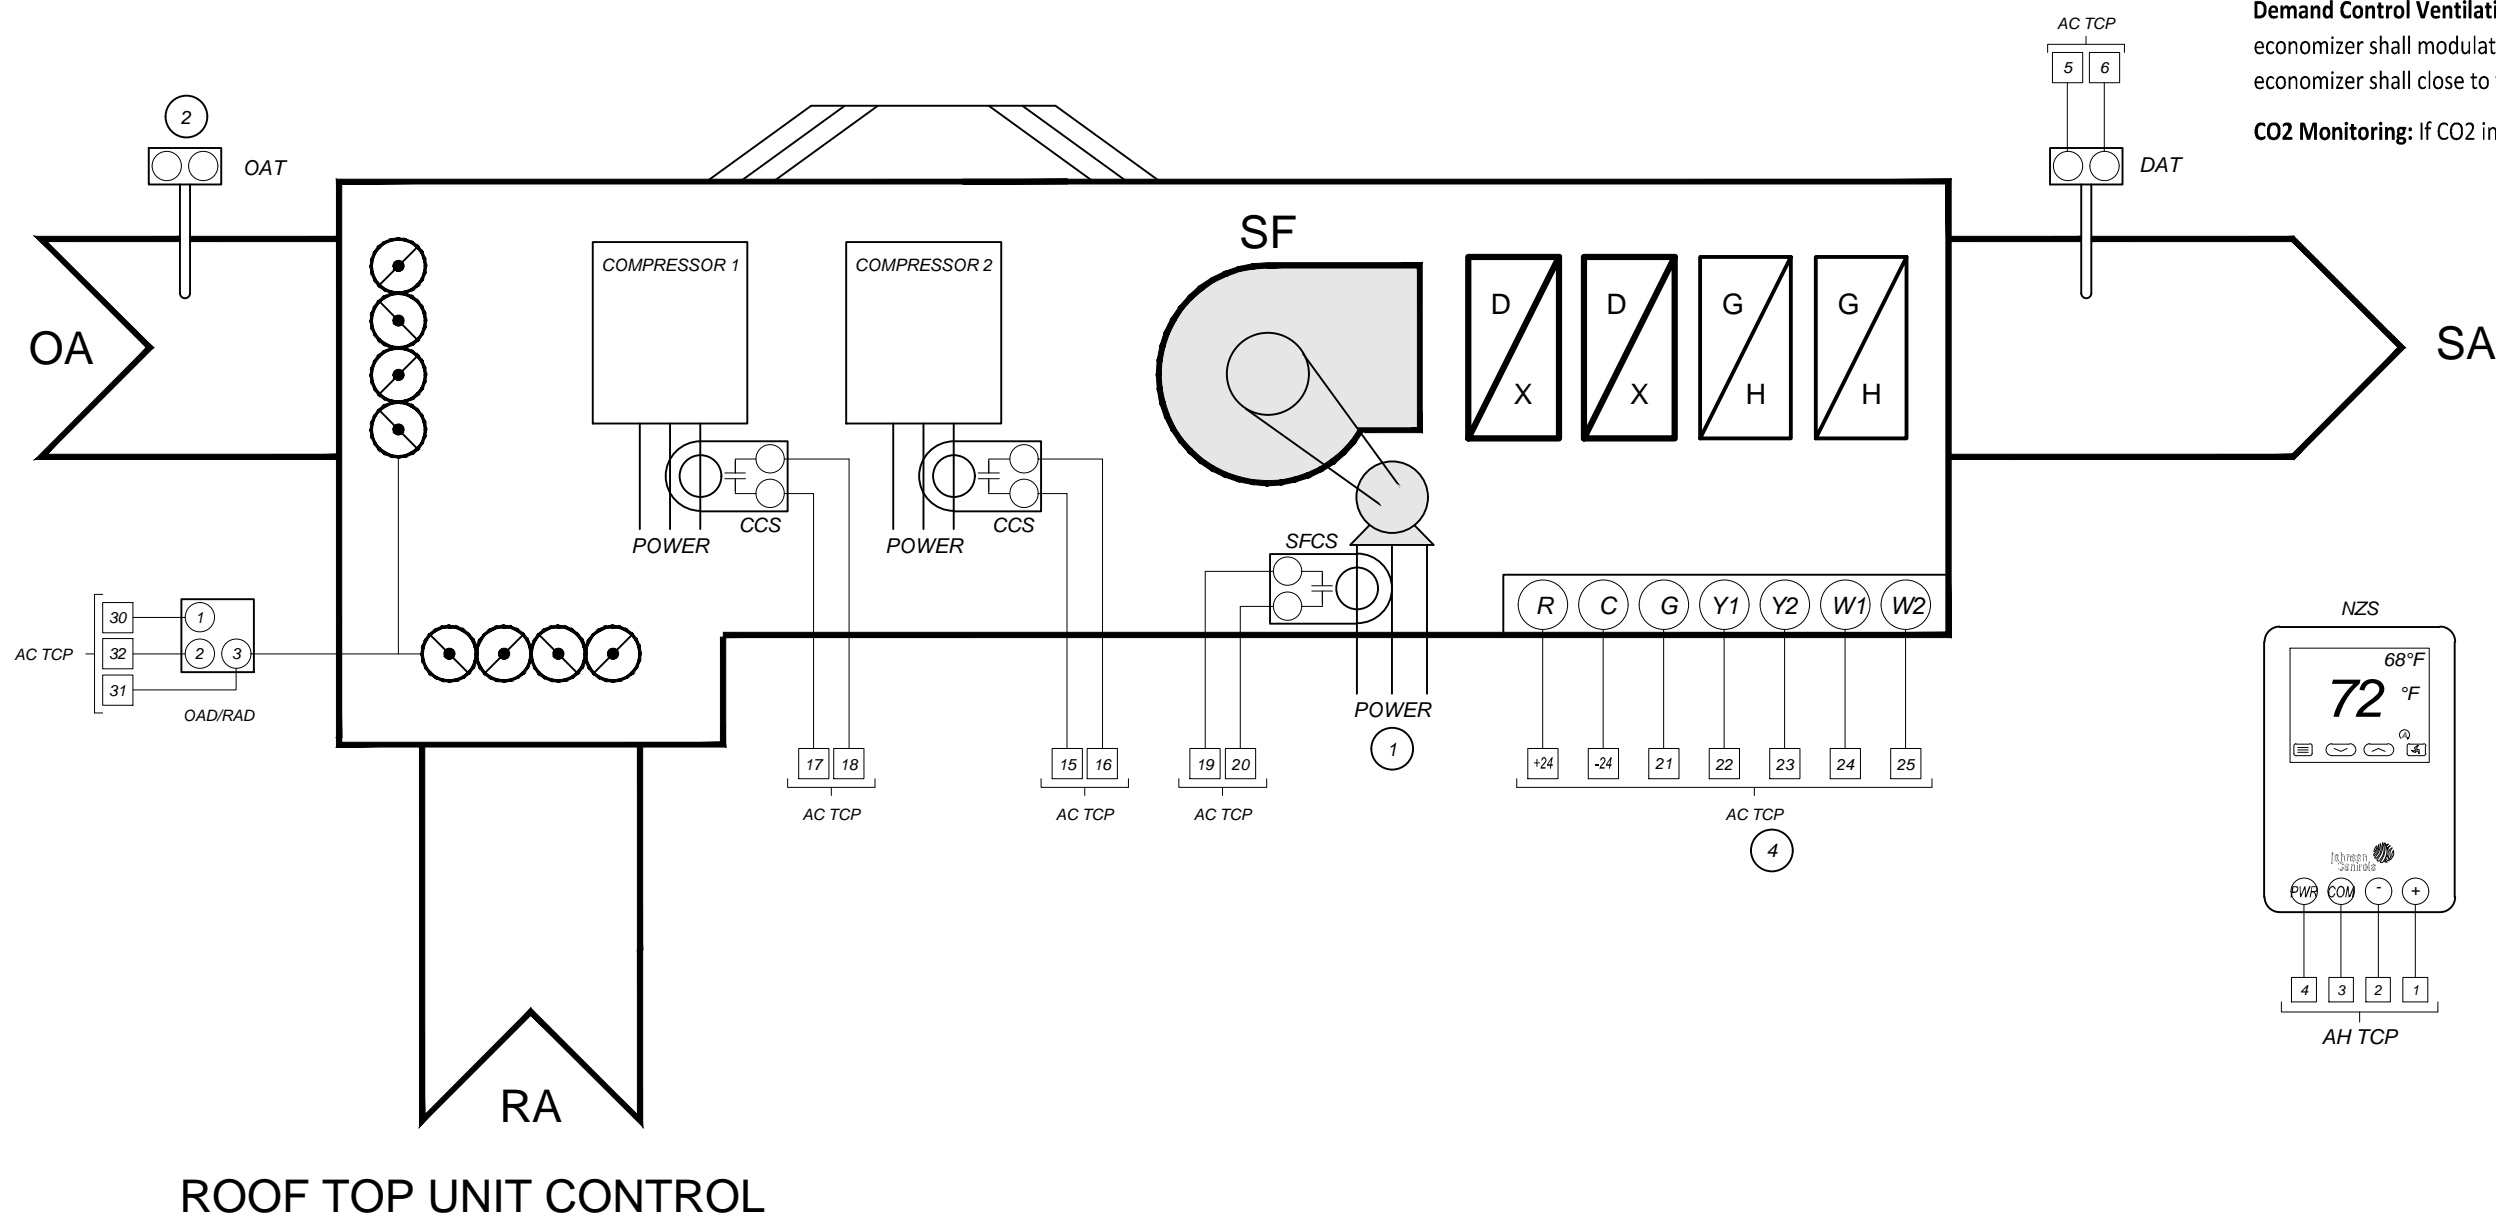 Demand Control Ventilati
economizer shall modulat
economizer shall close to
CO2 Monitoring: If CO2 in
AC TCP
5 6
DAT
2
OAT
OA
COMPRESSOR 1
COMPRESSOR 2
SF
D X
D X
G H
G H
SA
CCS
POWER
CCS
POWER
SFCS
R C G Y1 Y2 W1 W2
NZS
68°F
72 °F
30 1
AC TCP 32 2 3
31
OAD/RAD
POWER
1
17 18
AC TCP
15 16
AC TCP
19 20
AC TCP
+24 -24 21 22 23 24 25
AC TCP
4
Johnson
Controls
PWR COM - +
4 3 2 1
AH TCP
RA
ROOF TOP UNIT CONTROL